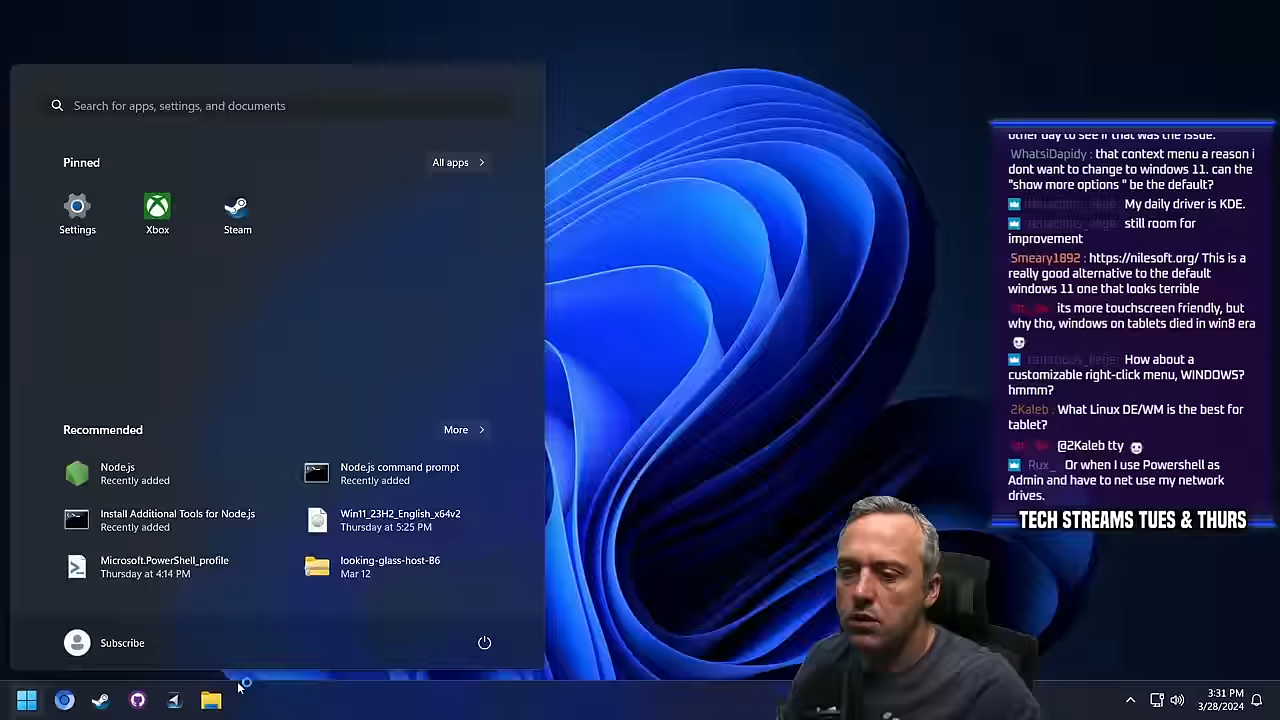 Search for apps, settings, and documents
Pinned
All apps
Settings
Xbox
Steam
Recommended
More
Node.js
Recently added
Node.js command prompt
Recently added
Install Additional Tools for Node.js
Recently added
Win11_23H2_English_x64v2
Thursday at 5:25 PM
Microsoft.PowerShell_profile
Thursday at 4:14 PM
looking-glass-host-B6
Mar 12
Subscribe
other day to see if that was the issue.
WhatsiDapidy : that context menu a reason i
dont want to change to windows 11. can the
"show more options " be the default?
My daily driver is KDE.
still room for
improvement
Smeary1892 : https://nilesoft.org/ This is a
really good alternative to the default
windows 11 one that looks terrible
its more touchscreen friendly, but
why tho, windows on tablets died in win8 era
How about a
customizable right-click menu, WINDOWS?
hmmm?
2Kaleb : What Linux DE/WM is the best for
tablet?
@2Kaleb tty
Rux_ Or when I use Powershell as
Admin and have to net use my network
drives.
TECH STREAMS TUES & THURS
3:31 PM
3/28/2024